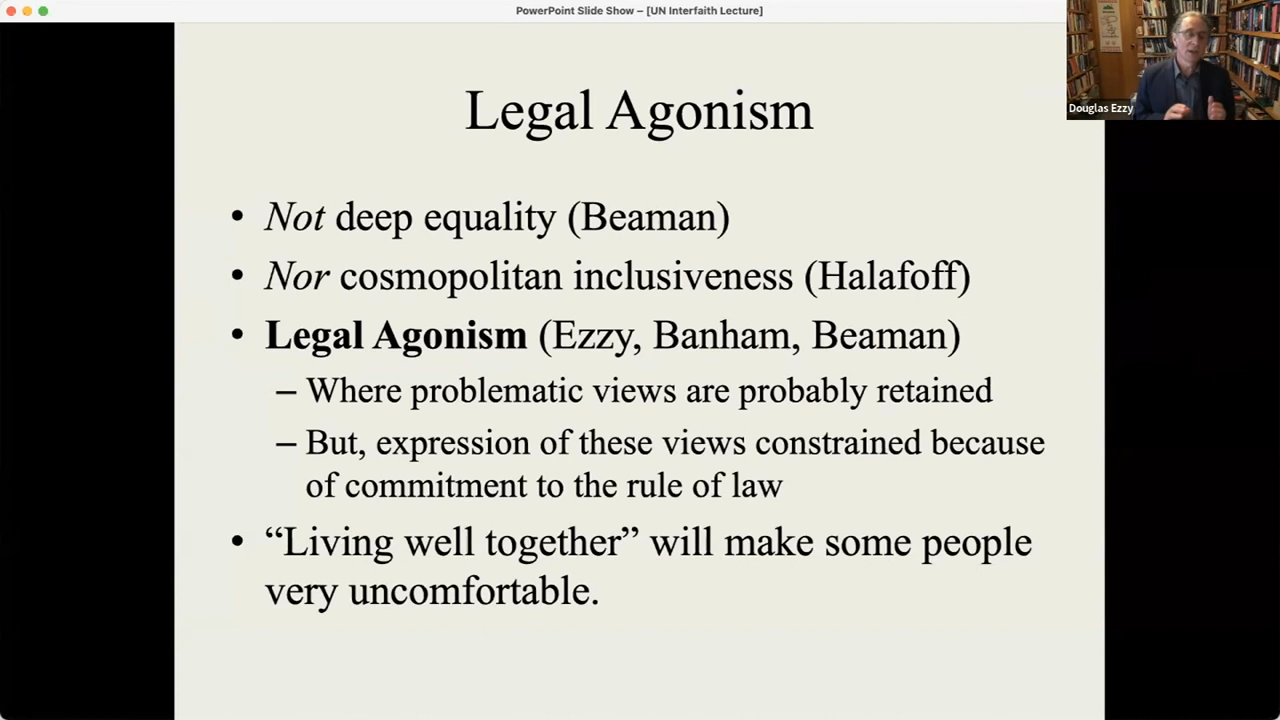 PowerPoint Slide Show – [UN Interfaith Lecture]
Douglas Ezzy
Legal Agonism
• Not deep equality (Beaman)
• Nor cosmopolitan inclusiveness (Halafoff)
• Legal Agonism (Ezzy, Banham, Beaman)
– Where problematic views are probably retained
– But, expression of these views constrained because
of commitment to the rule of law
• “Living well together” will make some people
very uncomfortable.